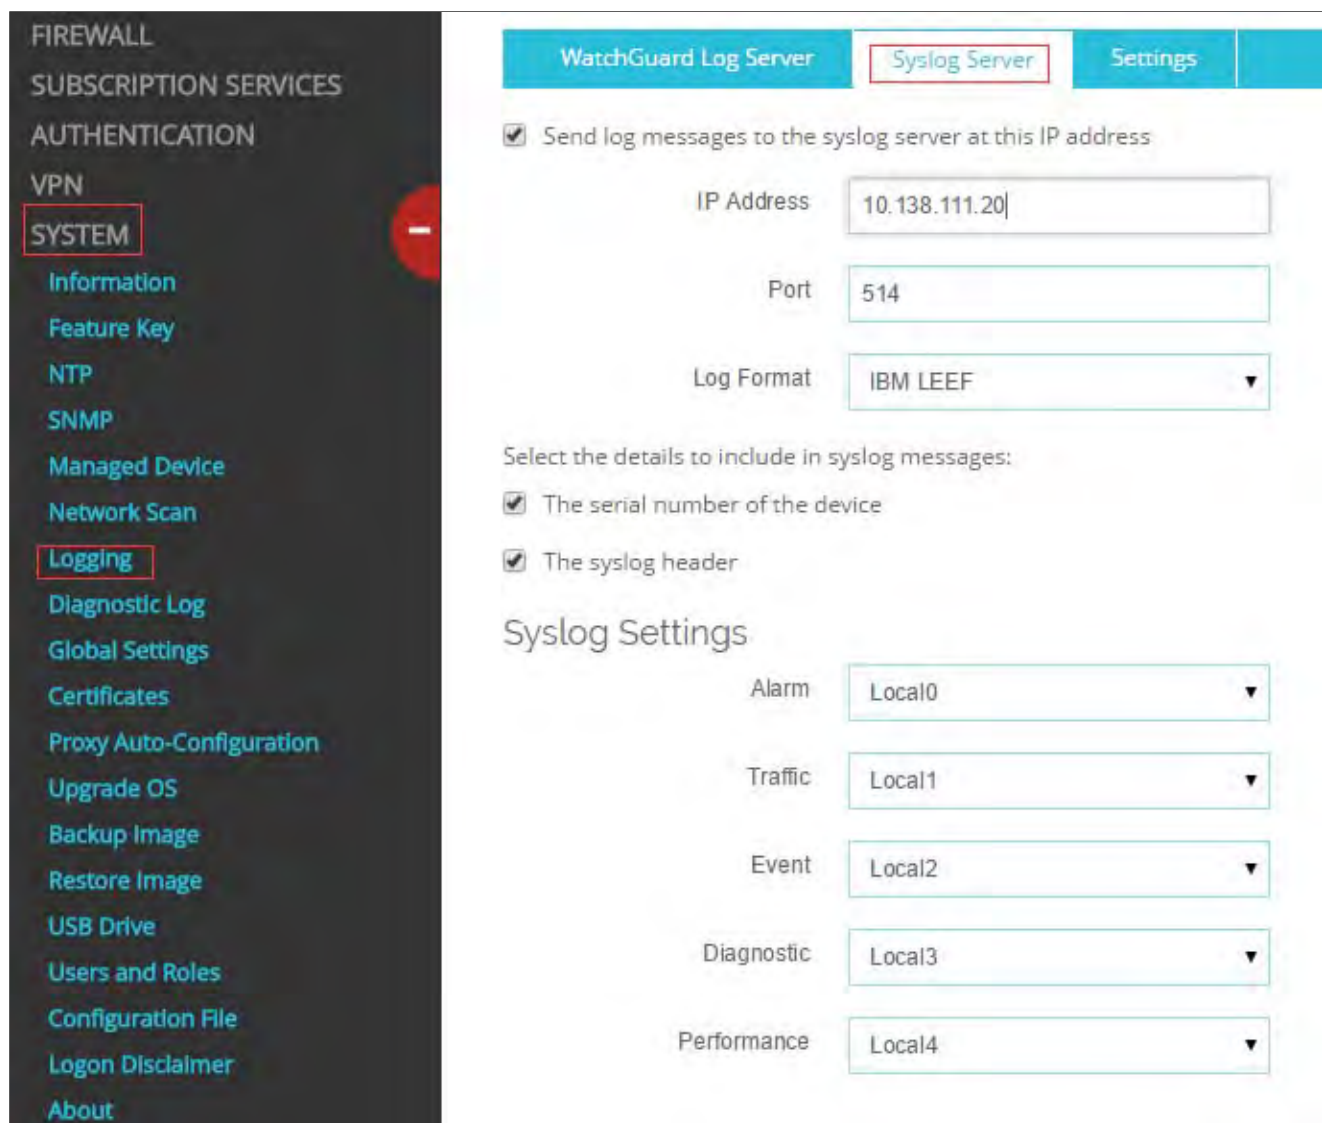 FIREWALL
SUBSCRIPTION SERVICES
AUTHENTICATION
VPN
SYSTEM
Information
Feature Key
NTP
SNMP
Managed Device
Network Scan
Logging
Diagnostic Log
Global Settings
Certificates
Proxy Auto-Configuration
Upgrade OS
Backup Image
Restore Image
USB Drive
Users and Roles
Configuration File
Logon Disclaimer
About
WatchGuard Log Server Syslog Server Settings
Send log messages to the syslog server at this IP address
IP Address 10.138.111.20
Port 514
Log Format IBM LEEF
Select the details to include in syslog messages:
The serial number of the device
The syslog header
Syslog Settings
Alarm Local0
Traffic Local1
Event Local2
Diagnostic Local3
Performance Local4